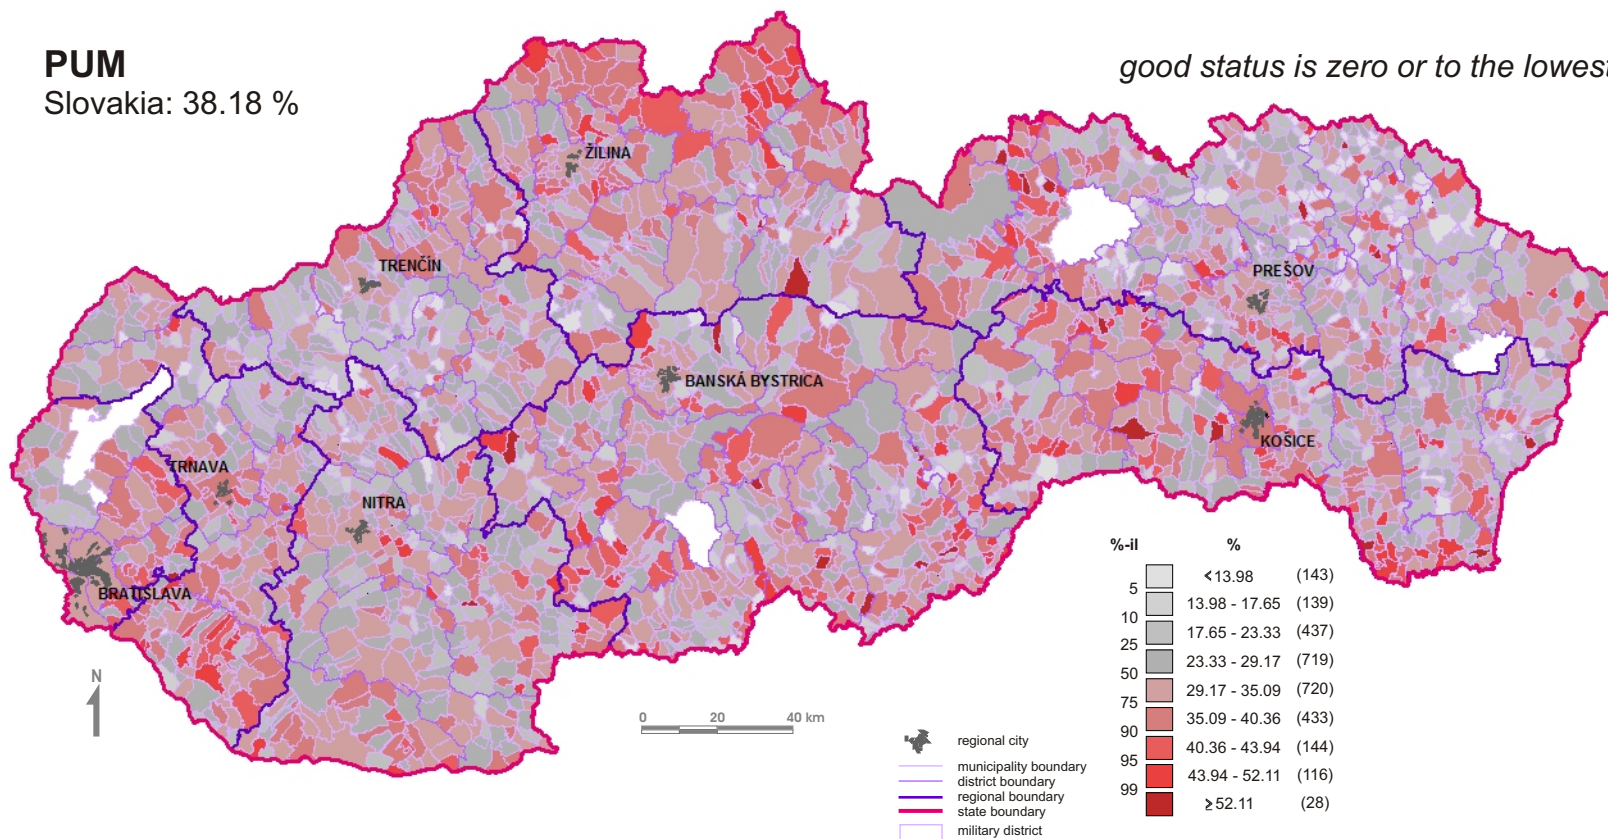 PUM
Slovakia: 38.18 %
good status is zero or to the lowest
ŽILINA
TRENČÍN
PREŠOV
BANSKÁ BYSTRICA
KOŠICE
TRNAVA
NITRA
BRATISLAVA
N
0 20 40 km
regional city
municipality boundary
district boundary
regional boundary
state boundary
military district
%-il %
5 <13.98 (143)
10 13.98 - 17.65 (139)
25 17.65 - 23.33 (437)
50 23.33 - 29.17 (719)
75 29.17 - 35.09 (720)
90 35.09 - 40.36 (433)
95 40.36 - 43.94 (144)
99 43.94 - 52.11 (116)
≥52.11 (28)